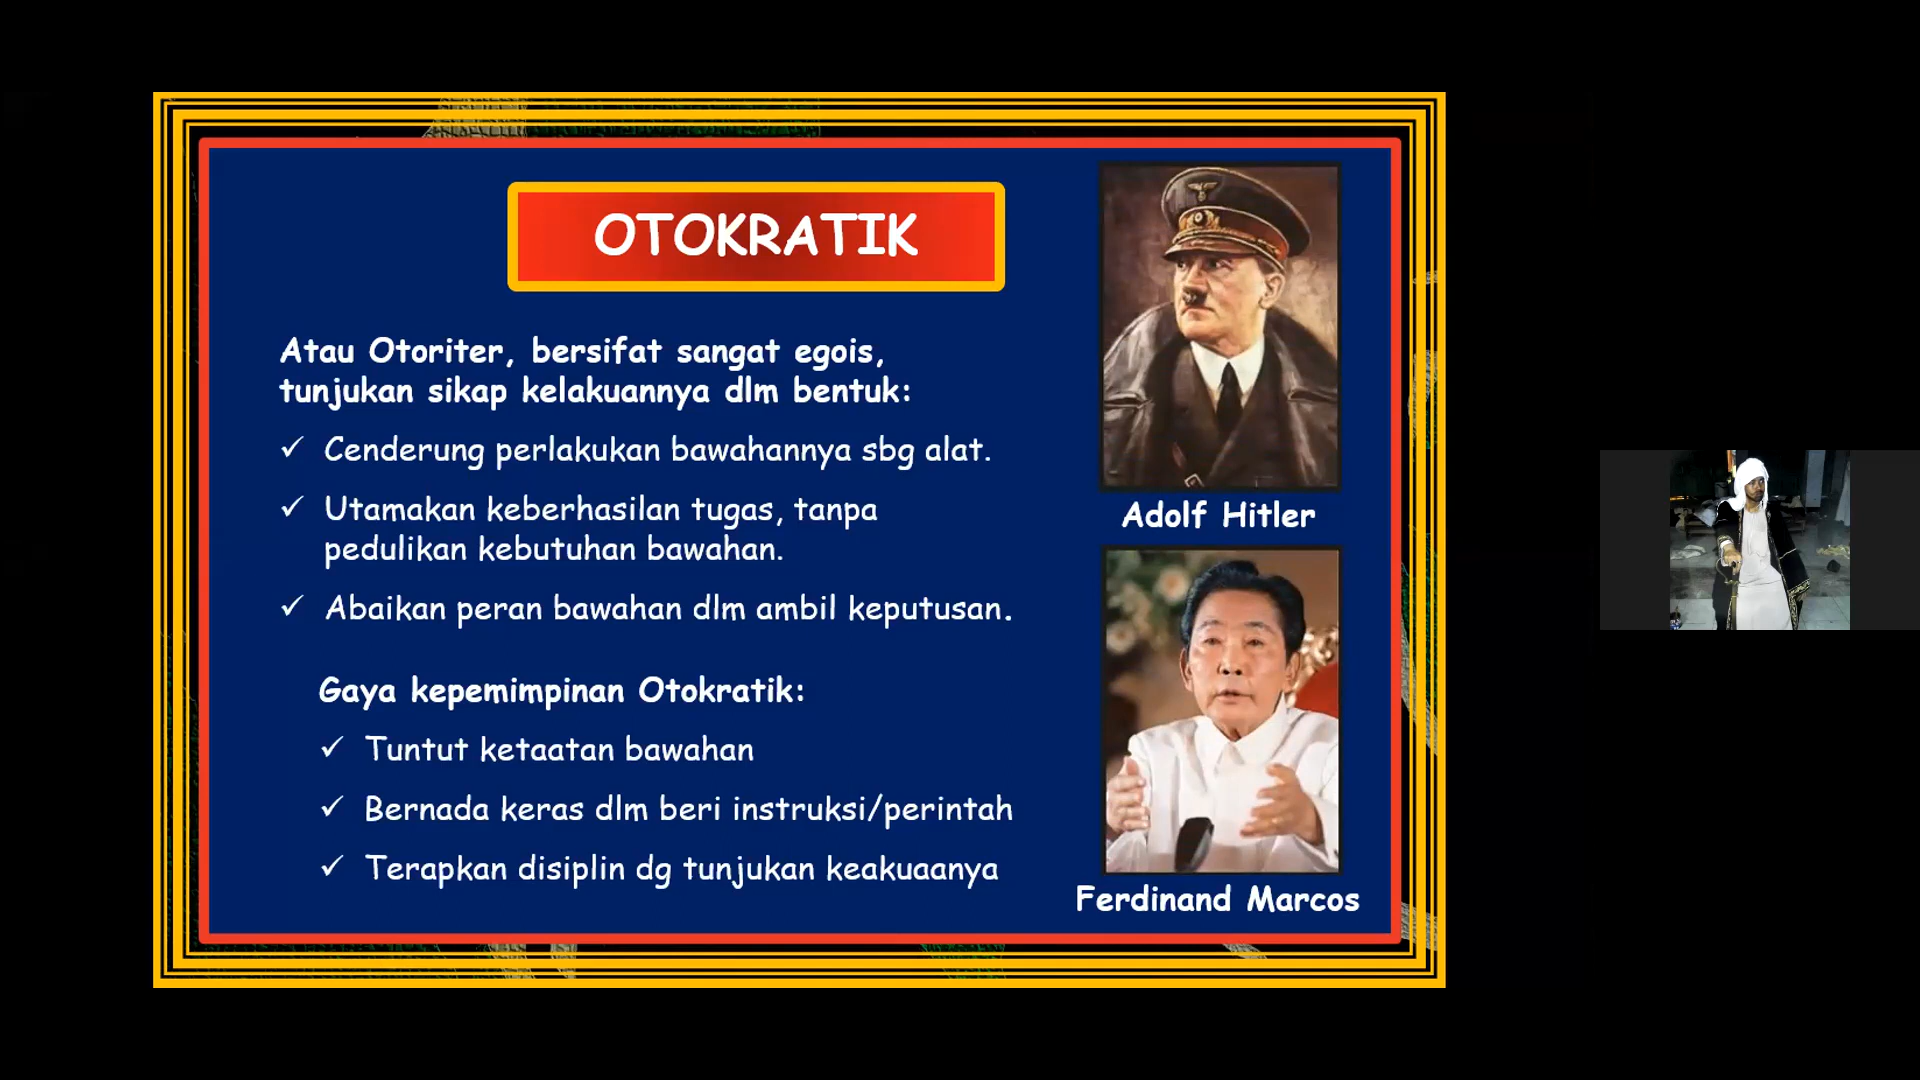 OTOKRATIK
Atau Otoriter, bersifat sangat egois,
tunjukan sikap kelakuannya dlm bentuk:
✓ Cenderung perlakukan bawahannya sbg alat.
✓ Utamakan keberhasilan tugas, tanpa
pedulikan kebutuhan bawahan.
✓ Abaikan peran bawahan dlm ambil keputusan.
Gaya kepemimpinan Otokratik:
✓ Tuntut ketaatan bawahan
✓ Bernada keras dlm beri instruksi/perintah
✓ Terapkan disiplin dg tunjukan keakuaanya
Adolf Hitler
Ferdinand Marcos